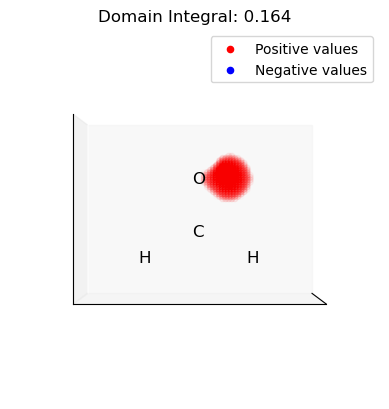 Domain Integral: 0.164
Positive values
Negative values
O
C
H H